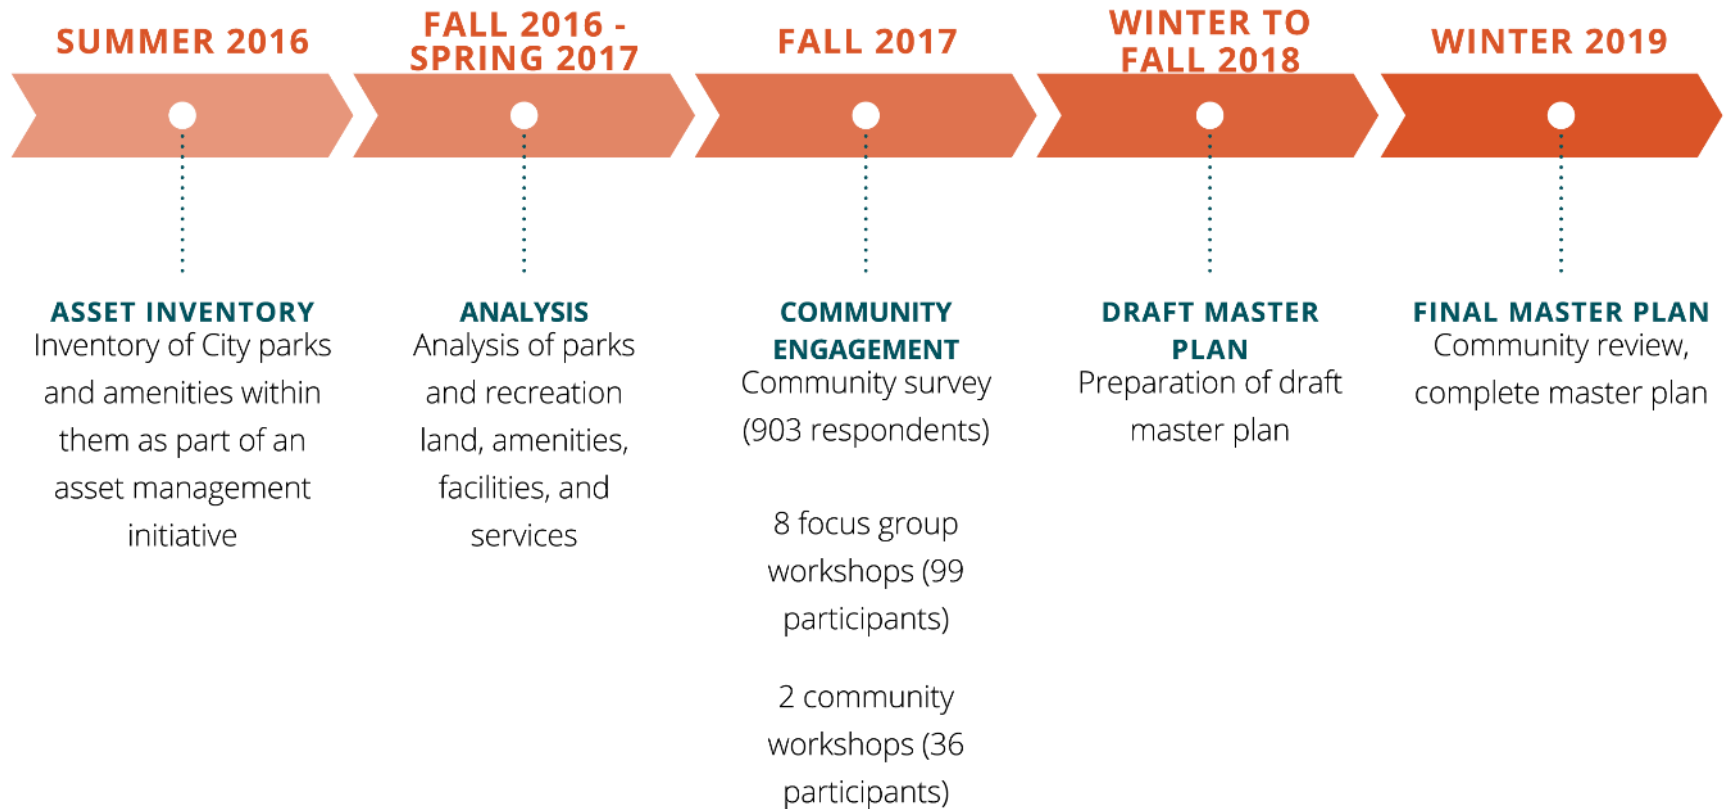 SUMMER 2016
FALL 2016 -
SPRING 2017
FALL 2017
WINTER TO
FALL 2018
WINTER 2019
ASSET INVENTORY
Inventory of City parks
and amenities within
them as part of an
asset management
initiative
ANALYSIS
Analysis of parks
and recreation
land, amenities,
facilities, and
services
COMMUNITY
ENGAGEMENT
Community survey
(903 respondents)
8 focus group
workshops (99
participants)
2 community
workshops (36
participants)
DRAFT MASTER
PLAN
Preparation of draft
master plan
FINAL MASTER PLAN
Community review,
complete master plan